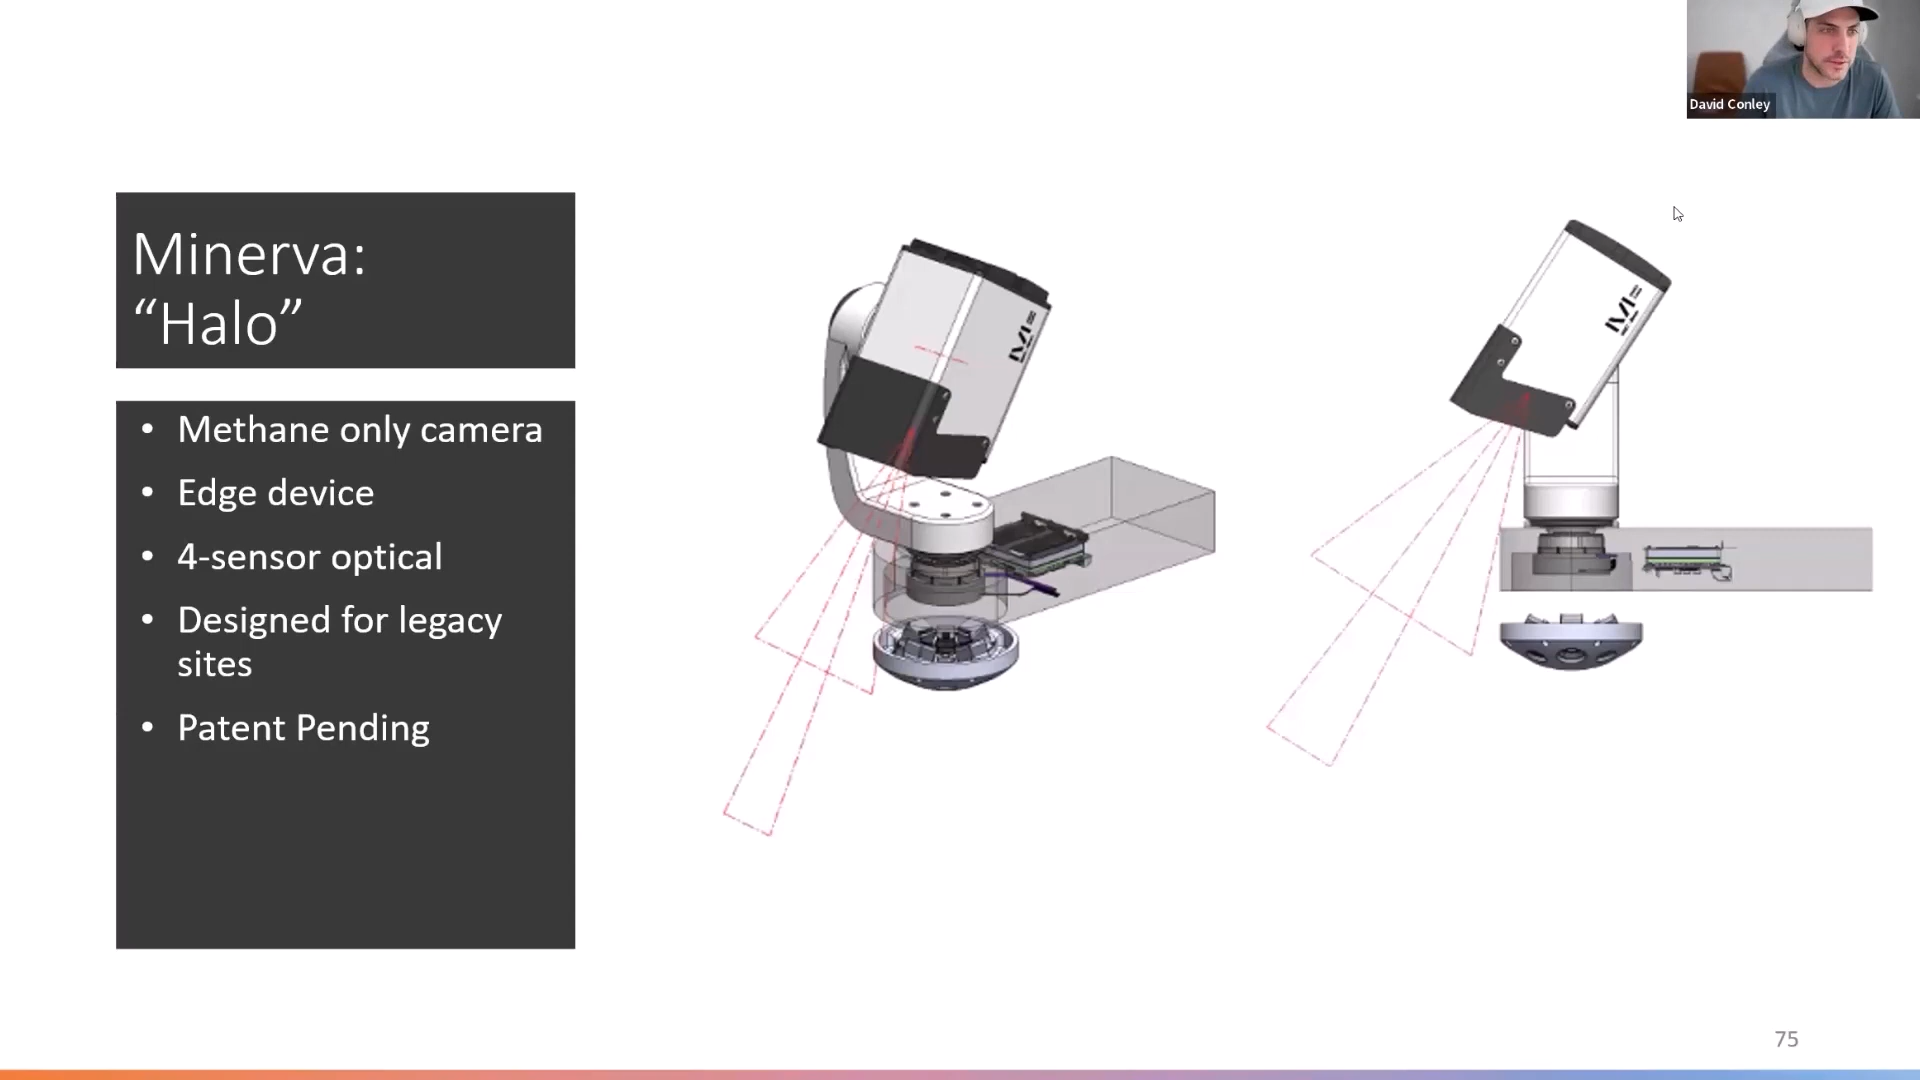 David Conley
Minerva:
“Halo”
• Methane only camera
• Edge device
• 4-sensor optical
• Designed for legacy
sites
• Patent Pending
75